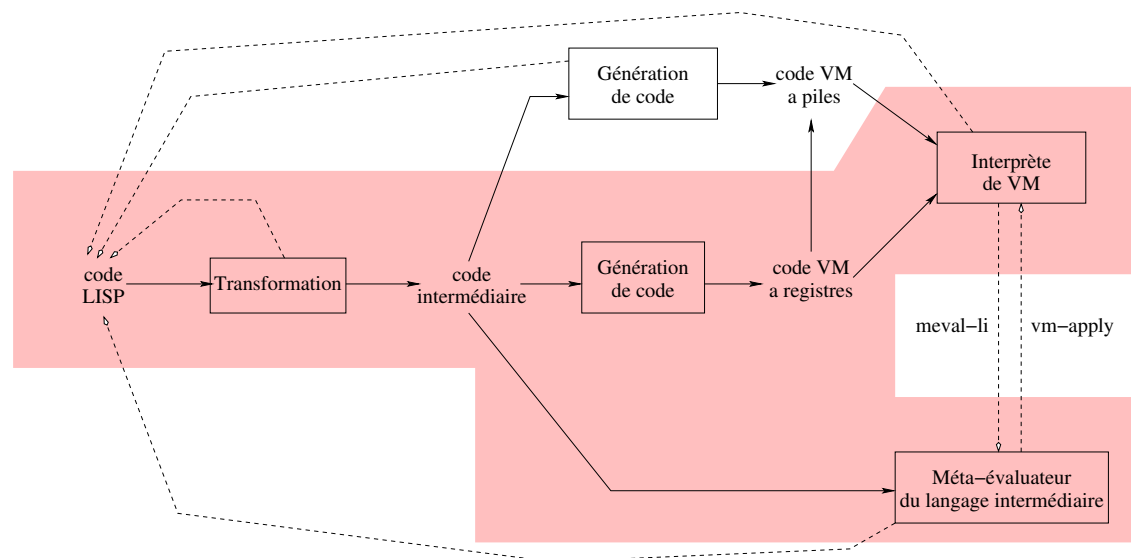 Génération
de code
code VM
a piles
Interprète
de VM
code
LISP
Transformation
code
intermédiaire
Génération
de code
code VM
a registres
meval−li
vm−apply
Méta−évaluateur
du langage intermédiaire